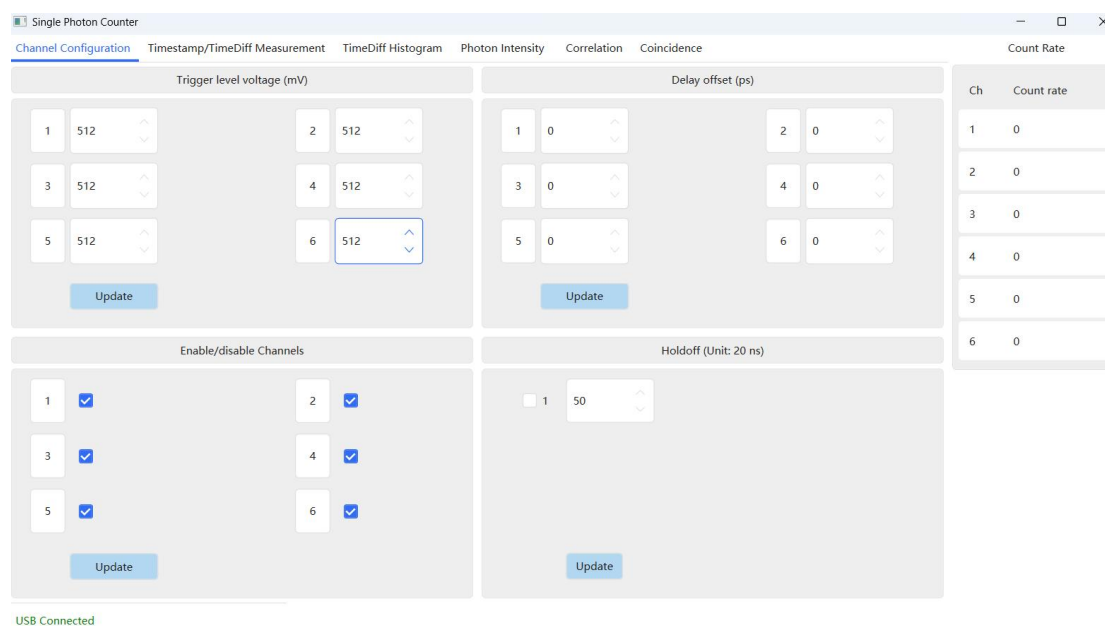 Single Photon Counter
Channel Configuration Timestamp/TimeDiff Measurement TimeDiff Histogram Photon Intensity Correlation Coincidence Count Rate
Trigger level voltage (mV)
1 512 2 512
3 512 4 512
5 512 6 512
Update
Delay offset (ps)
1 0 2 0
3 0 4 0
5 0 6 0
Update
Enable/disable Channels
1 2
3 4
5 6
Update
Holdoff (Unit: 20 ns)
1 50
Update
Ch Count rate
1 0
2 0
3 0
4 0
5 0
6 0
USB Connected